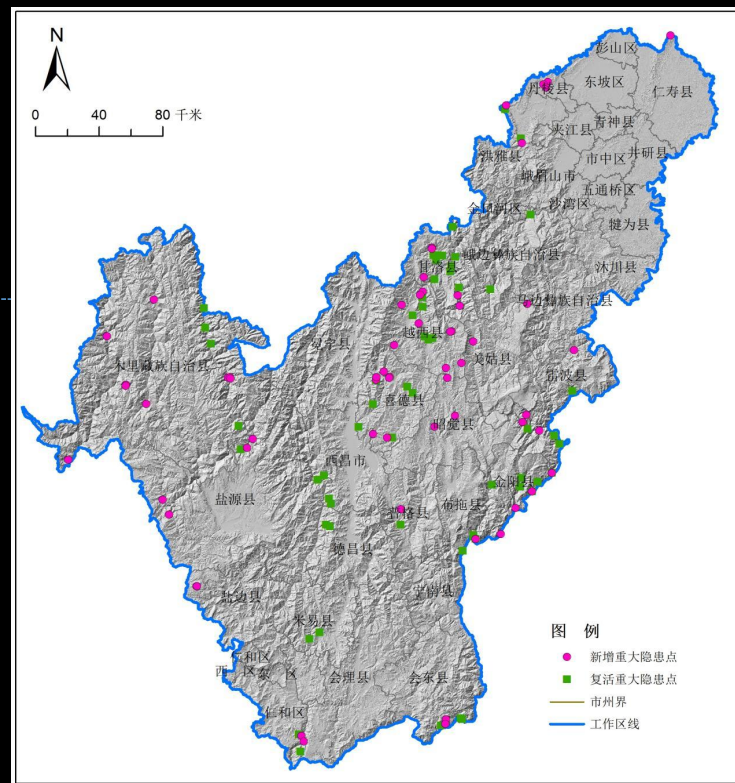 N
0 40 80 千米
彭山区
仁寿县
东坡区
丹棱县
青神县
夹江县
井研县
洪雅县
市中区
峨眉山市
五通桥区
沙湾区
金口河区
犍为县
峨边彝族自治县
沐川县
甘洛县
马边彝族自治县
越西县
冕宁县
美姑县
木里藏族自治县
雷波县
喜德县
昭觉县
西昌市
金阳县
盐源县
布拖县
普格县
德昌县
宁南县
盐边县
米易县
仁和区
西 区
东 区
会理县
会东县
仁和区
图 例
新增重大隐患点
复活重大隐患点
市州界
工作区线